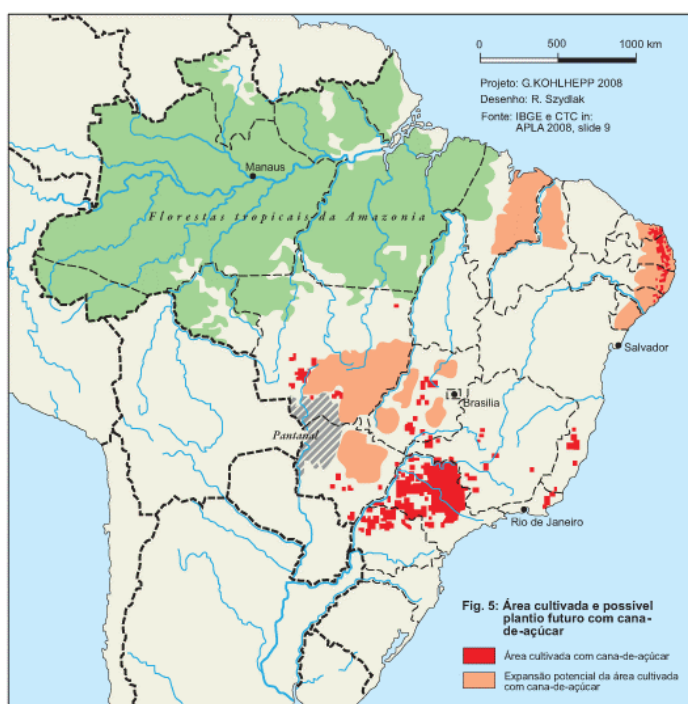 0 500 1000 km
Projeto: G.KOHLHEPP 2008
Desenho: R. Szydlak
Fonte: IBGE e CTC in:
APLA 2008, slide 9
Manaus
Florestas tropicais da Amazonia
Salvador
Brasilia
Pantanal
Rio de Janeiro
Fig. 5: Área cultivada e possivel
plantio futuro com cana-
de-açúcar
Área cultivada com cana-de-açúcar
Expansão potencial da área cultivada
com cana-de-açúcar